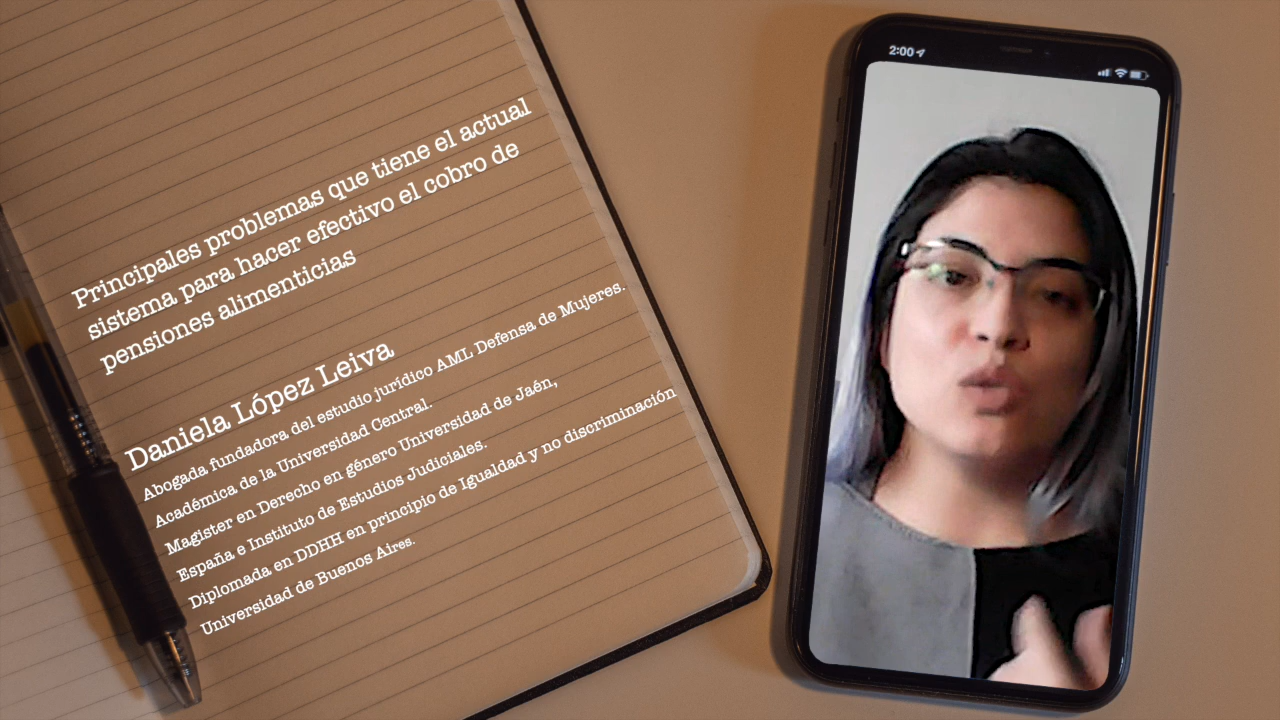 Principales problemas que tiene el actual
sistema para hacer efectivo el cobro de
pensiones alimenticias
Daniela López Leiva
Abogada fundadora del estudio jurídico AML Defensa de Mujeres.
Académica de la Universidad Central.
Magister en Derecho en género Universidad de Jaén,
España e Instituto de Estudios Judiciales.
Diplomada en DDHH en principio de Igualdad y no discriminación
Universidad de Buenos Aires.
2:00